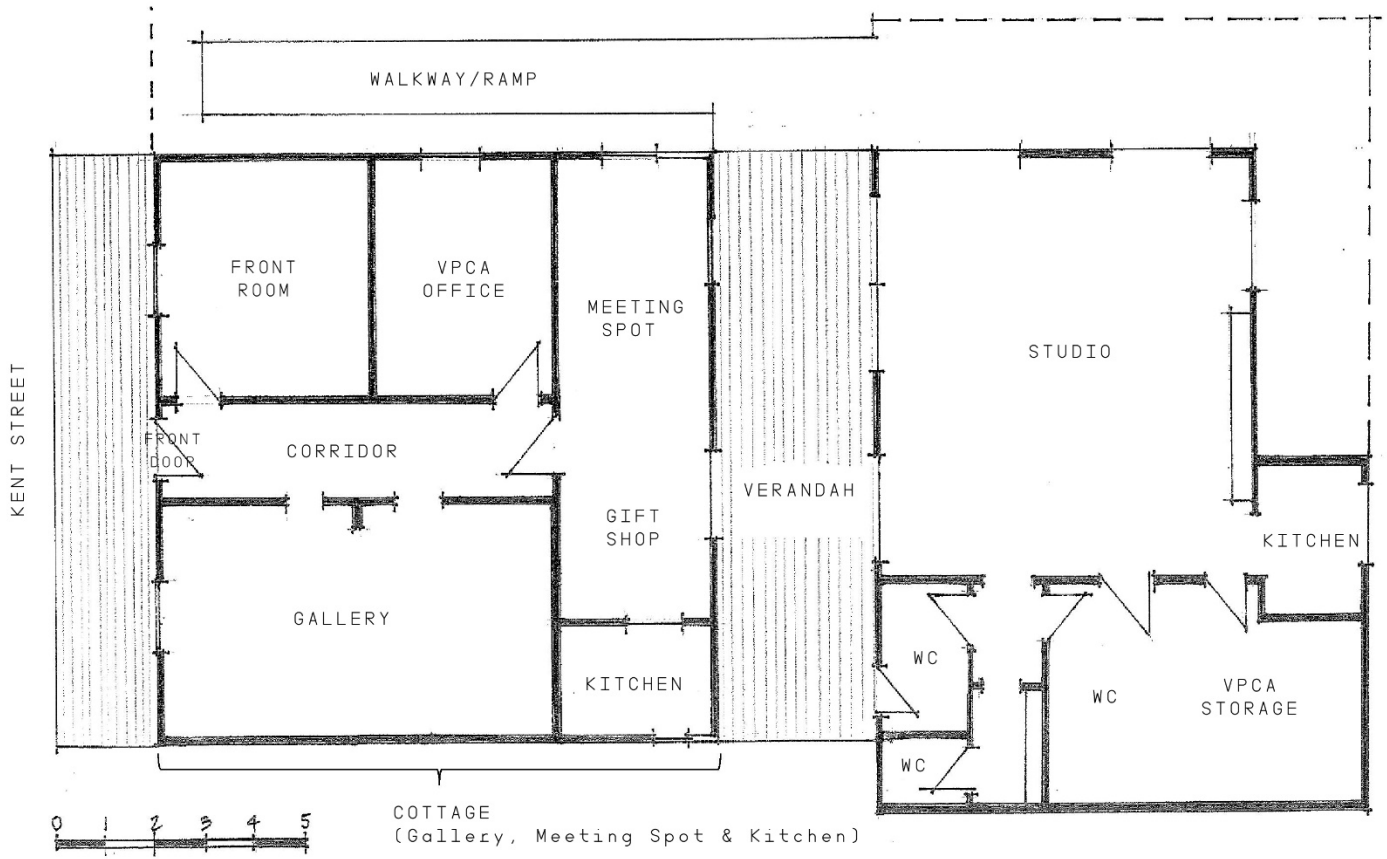 WALKWAY/RAMP
FRONT
ROOM
VPCA
OFFICE
MEETING
SPOT
STUDIO
KENT STREET
FRONT
DOOR
CORRIDOR
VERANDAH
GIFT
SHOP
KITCHEN
GALLERY
WC
KITCHEN
WC
VPCA
STORAGE
WC
COTTAGE
(Gallery, Meeting Spot & Kitchen)
0 1 2 3 4 5